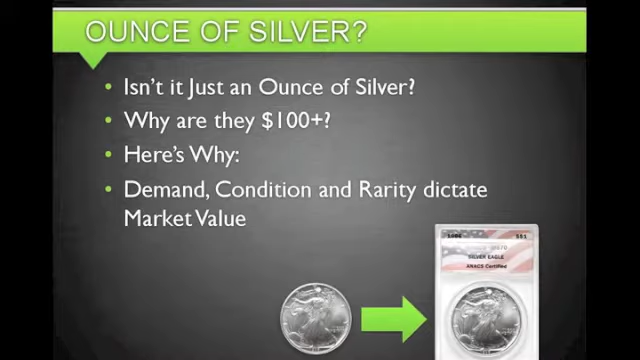 OUNCE OF SILVER?
Isn't it Just an Ounce of Silver?
Why are they $100+?
Here's Why:
Demand, Condition and Rarity dictate
Market Value
$1
SILVER EAGLE
ANACS Certified